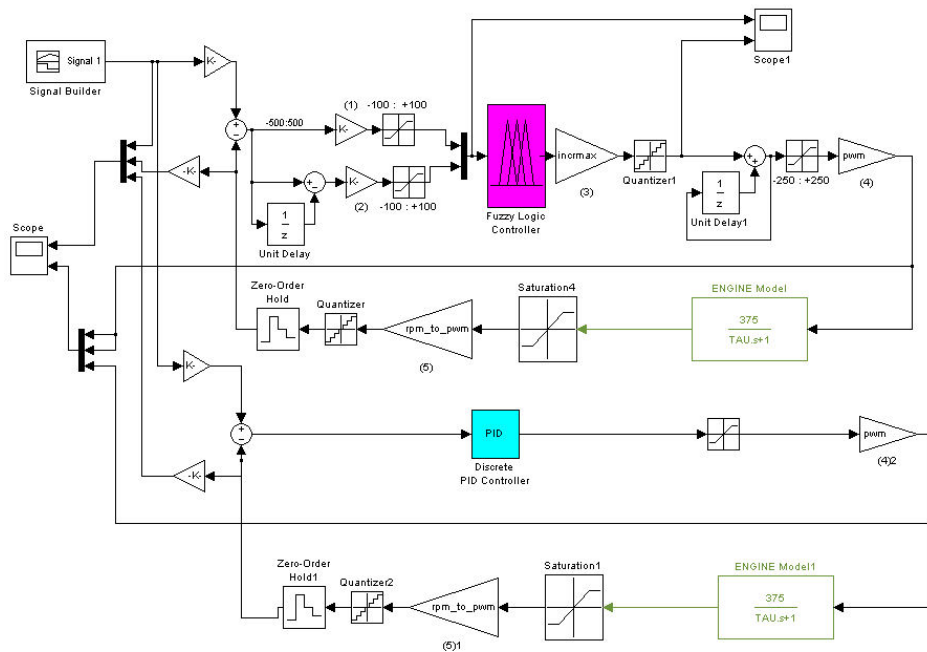 Signal 1
Signal Builder
K-
Scope1
-500:500
(1) -100 : +100
K-
-K-
K-
(2)
-100 : +100
1
z
Unit Delay
Fuzzy Logic
Controller
incrmax
(3)
Quantizer1
1
z
Unit Delay1
-250 : +250
pwm
(4)
Scope
Zero-Order
Hold
Quantizer
rpm_to_pwm
(5)
Saturation4
ENGINE Model
375
TAU.s+1
K-
PID
Discrete
PID Controller
pwm
(4)2
-K-
Zero-Order
Hold1
Quantizer2
rpm_to_pwm
(5)1
Saturation1
ENGINE Model1
375
TAU.s+1